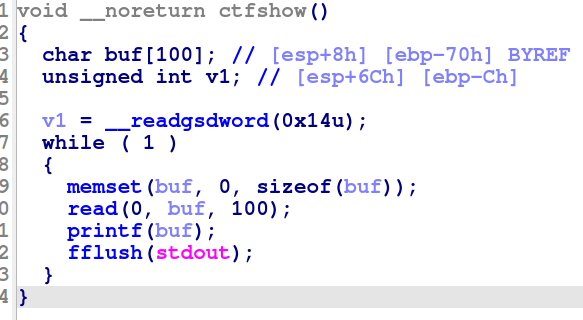 1 void __noreturn ctfshow()
2 {
3   char buf[100]; // [esp+8h] [ebp-70h] BYREF
4   unsigned int v1; // [esp+6Ch] [ebp-Ch]
5
6   v1 = __readgsdword(0x14u);
7   while ( 1 )
8   {
9     memset(buf, 0, sizeof(buf));
0     read(0, buf, 100);
1     printf(buf);
2     fflush(stdout);
3   }
4 }